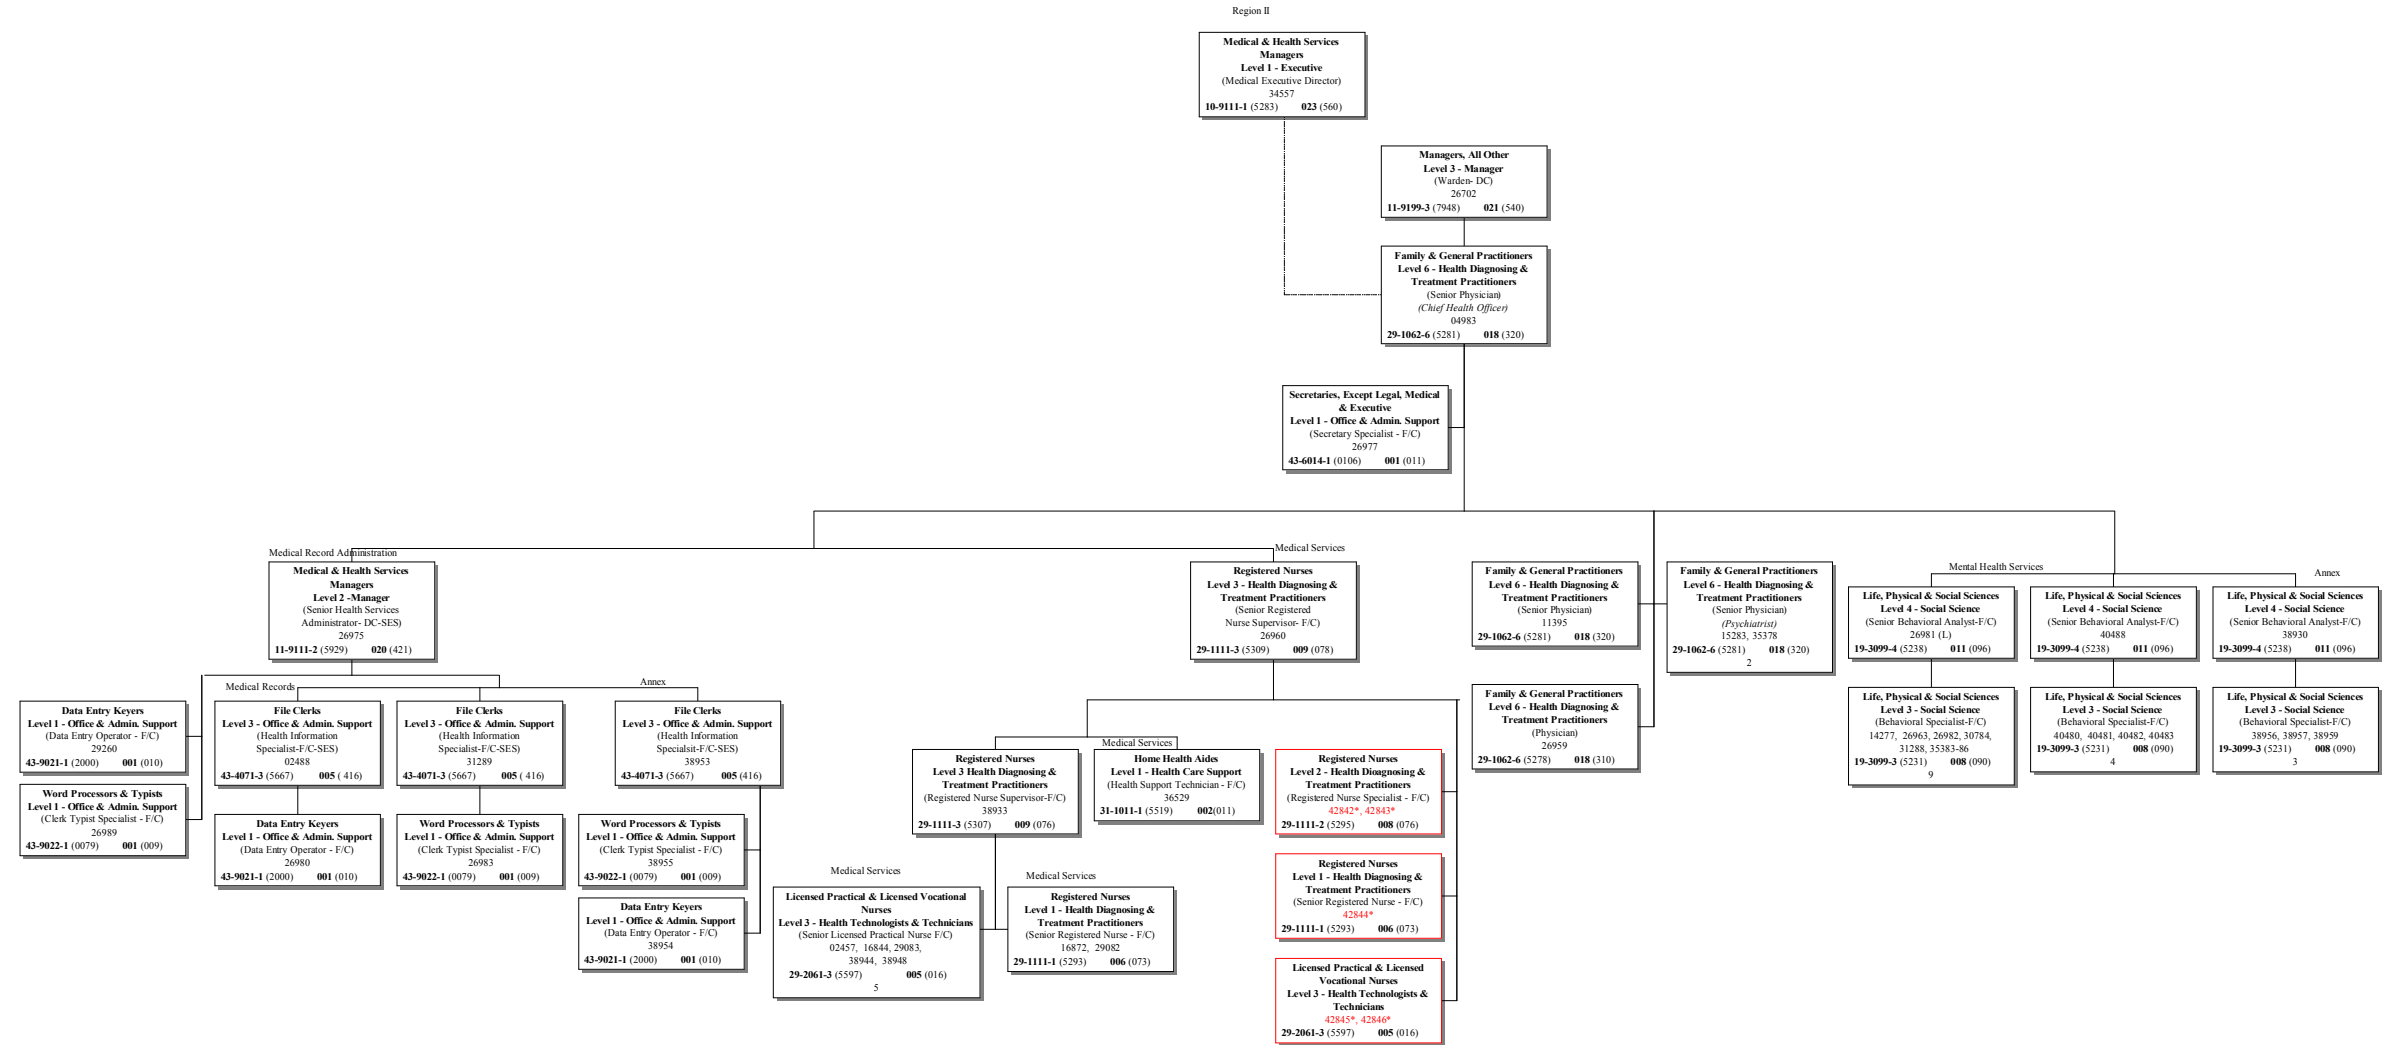 Region II
Medical & Health Services
Managers
Level 1 - Executive
(Medical Executive Director)
34557
10-9111-1 (5283) 023 (560)
Managers, All Other
Level 3 - Manager
(Warden- DC)
26702
11-9199-3 (7948) 021 (540)
Family & General Practitioners
Level 6 - Health Diagnosing &
Treatment Practitioners
(Senior Physician)
(Chief Health Officer)
04983
29-1062-6 (5281) 018 (320)
Secretaries, Except Legal, Medical
& Executive
Level 1 - Office & Admin. Support
(Secretary Specialist - F/C)
26977
43-6014-1 (0106) 001 (011)
Medical Record Administration
Medical & Health Services
Managers
Level 2 -Manager
(Senior Health Services
Administrator- DC-SES)
26975
11-9111-2 (5929) 020 (421)
Medical Services
Registered Nurses
Level 3 - Health Diagnosing &
Treatment Practitioners
(Senior Registered
Nurse Supervisor- F/C)
26960
29-1111-3 (5309) 009 (078)
Family & General Practitioners
Level 6 - Health Diagnosing &
Treatment Practitioners
(Senior Physician)
11395
29-1062-6 (5281) 018 (320)
Family & General Practitioners
Level 6 - Health Diagnosing &
Treatment Practitioners
(Senior Physician)
(Psychiatrist)
15283, 35378
29-1062-6 (5281) 018 (320)
2
Family & General Practitioners
Level 6 - Health Diagnosing &
Treatment Practitioners
(Physician)
26959
29-1062-6 (5278) 018 (310)
Mental Health Services
Annex
Life, Physical & Social Sciences
Level 4 - Social Science
(Senior Behavioral Analyst-F/C)
26981 (L)
19-3099-4 (5238) 011 (096)
Life, Physical & Social Sciences
Level 4 - Social Science
(Senior Behavioral Analyst-F/C)
40488
19-3099-4 (5238) 011 (096)
Life, Physical & Social Sciences
Level 4 - Social Science
(Senior Behavioral Analyst-F/C)
38930
19-3099-4 (5238) 011 (096)
Life, Physical & Social Sciences
Level 3 - Social Science
(Behavioral Specialist-F/C)
14277, 26963, 26982, 30784,
31288, 35383-86
19-3099-3 (5231) 008 (090)
9
Life, Physical & Social Sciences
Level 3 - Social Science
(Behavioral Specialist-F/C)
40480, 40481, 40482, 40483
19-3099-3 (5231) 008 (090)
4
Life, Physical & Social Sciences
Level 3 - Social Science
(Behavioral Specialist-F/C)
38956, 38957, 38959
19-3099-3 (5231) 008 (090)
3
Data Entry Keyers
Level 1 - Office & Admin. Support
(Data Entry Operator - F/C)
29260
43-9021-1 (2000) 001 (010)
Word Processors & Typists
Level 1 - Office & Admin. Support
(Clerk Typist Specialist - F/C)
26989
43-9022-1 (0079) 001 (009)
Medical Records
File Clerks
Level 3 - Office & Admin. Support
(Health Information
Specialist-F/C-SES)
02488
43-4071-3 (5667) 005 ( 416)
File Clerks
Level 3 - Office & Admin. Support
(Health Information
Specialist-F/C-SES)
31289
43-4071-3 (5667) 005 ( 416)
Annex
File Clerks
Level 3 - Office & Admin. Support
(Health Information
Specialsit-F/C-SES)
38953
43-4071-3 (5667) 005 (416)
Data Entry Keyers
Level 1 - Office & Admin. Support
(Data Entry Operator - F/C)
26980
43-9021-1 (2000) 001 (010)
Word Processors & Typists
Level 1 - Office & Admin. Support
(Clerk Typist Specialist - F/C)
26983
43-9022-1 (0079) 001 (009)
Word Processors & Typists
Level 1 - Office & Admin. Support
(Clerk Typist Specialist - F/C)
38955
43-9022-1 (0079) 001 (009)
Data Entry Keyers
Level 1 - Office & Admin. Support
(Data Entry Operator - F/C)
38954
43-9021-1 (2000) 001 (010)
Medical Services
Registered Nurses
Level 3 Health Diagnosing &
Treatment Practitioners
(Registered Nurse Supervisor-F/C)
38933
29-1111-3 (5307) 009 (076)
Home Health Aides
Level 1 - Health Care Support
(Health Support Technician - F/C)
36529
31-1011-1 (5519) 002(011)
Medical Services
Licensed Practical & Licensed Vocational
Nurses
Level 3 - Health Technologists & Technicians
(Senior Licensed Practical Nurse F/C)
02457, 16844, 29083,
38944, 38948
29-2061-3 (5597) 005 (016)
5
Medical Services
Registered Nurses
Level 1 - Health Diagnosing &
Treatment Practitioners
(Senior Registered Nurse - F/C)
16872, 29082
29-1111-1 (5293) 006 (073)
Registered Nurses
Level 2 - Health Dioagnosing &
Treatment Practitioners
(Registered Nurse Specialist - F/C)
42842*, 42843*
29-1111-2 (5295) 008 (076)
Registered Nurses
Level 1 - Health Diagnosing &
Treatment Practitioners
(Senior Registered Nurse - F/C)
42844*
29-1111-1 (5293) 006 (073)
Licensed Practical & Licensed
Vocational Nurses
Level 3 - Health Technologists &
Technicians
42845*, 42846*
29-2061-3 (5597) 005 (016)